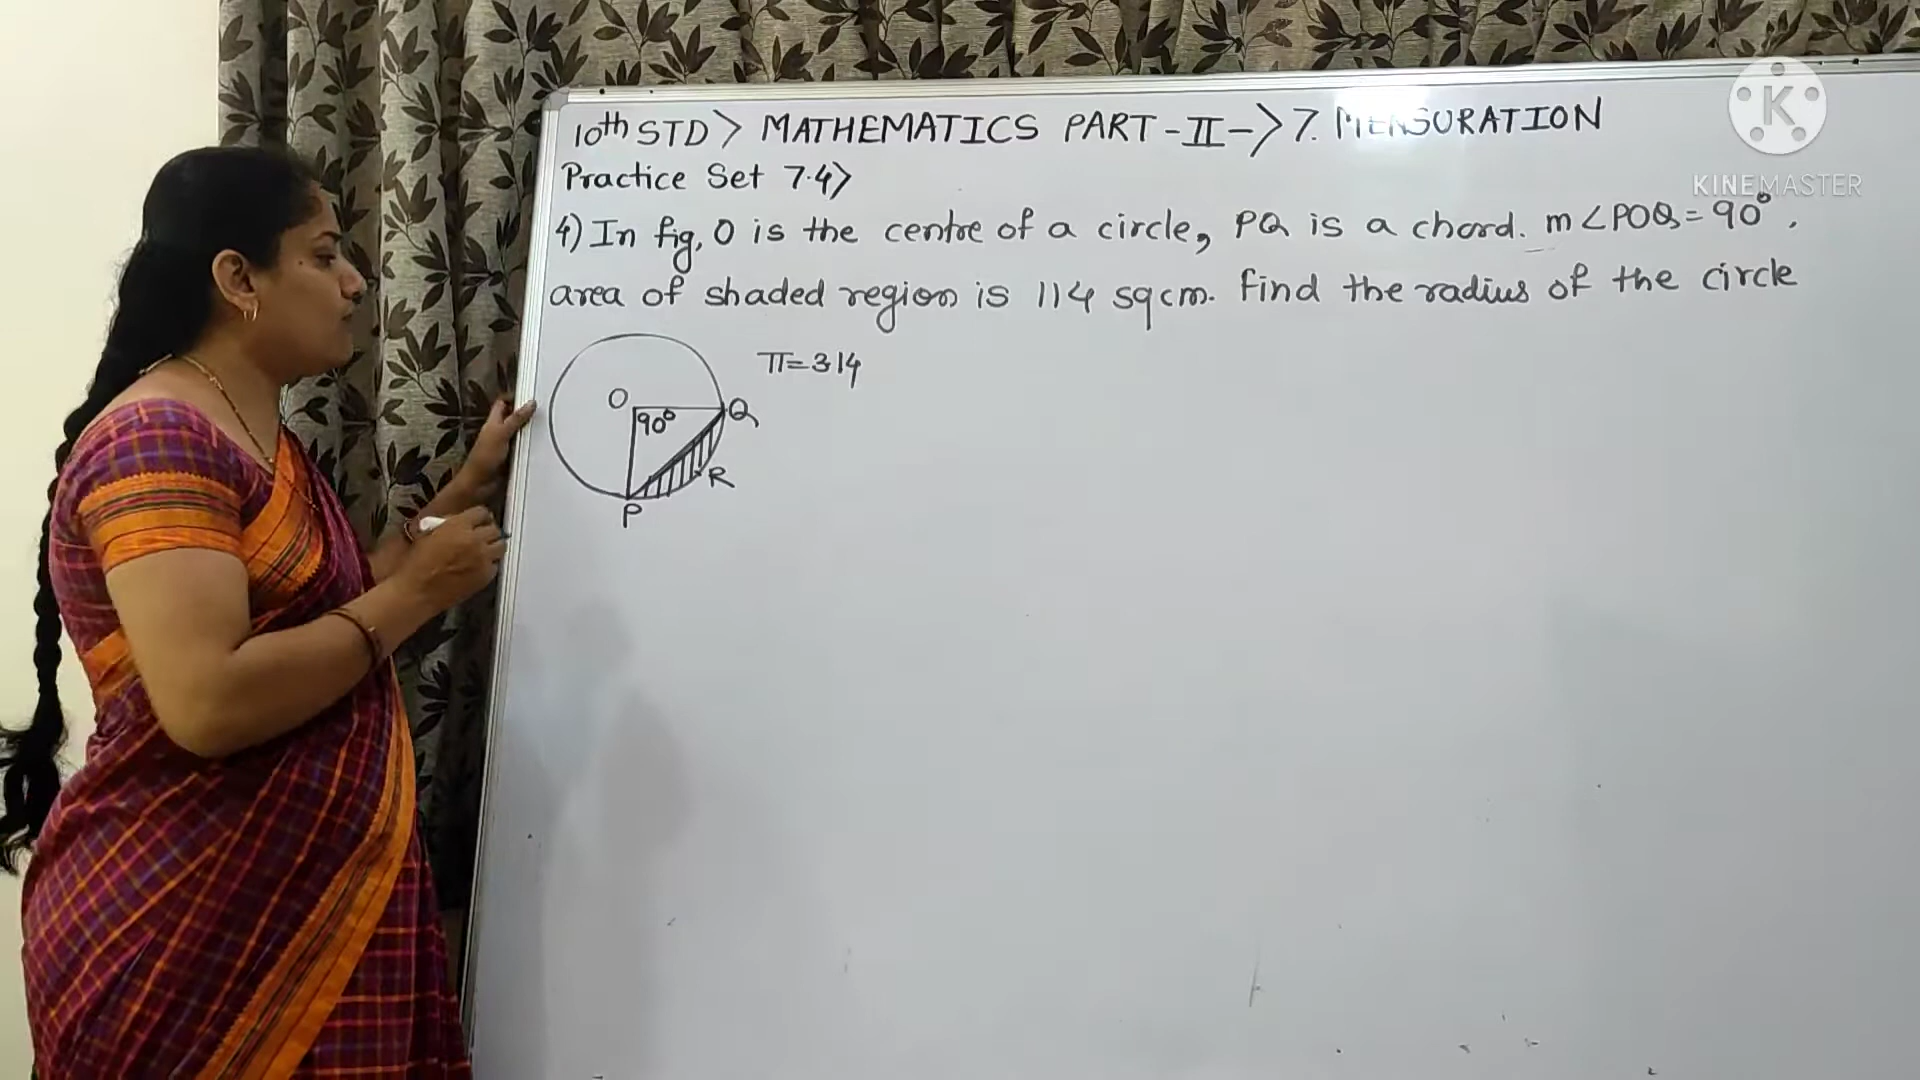 10th STD > MATHEMATICS PART-II-> 7. MENSURATION
Practice Set 7.4>
4) In fig, O is the centre of a circle, PQ is a chord. m∠POQ = 90°.
area of shaded region is 114 sqcm. find the radius of the circle
π=3.14
O
90°
Q
R
P
K
KINEMASTER